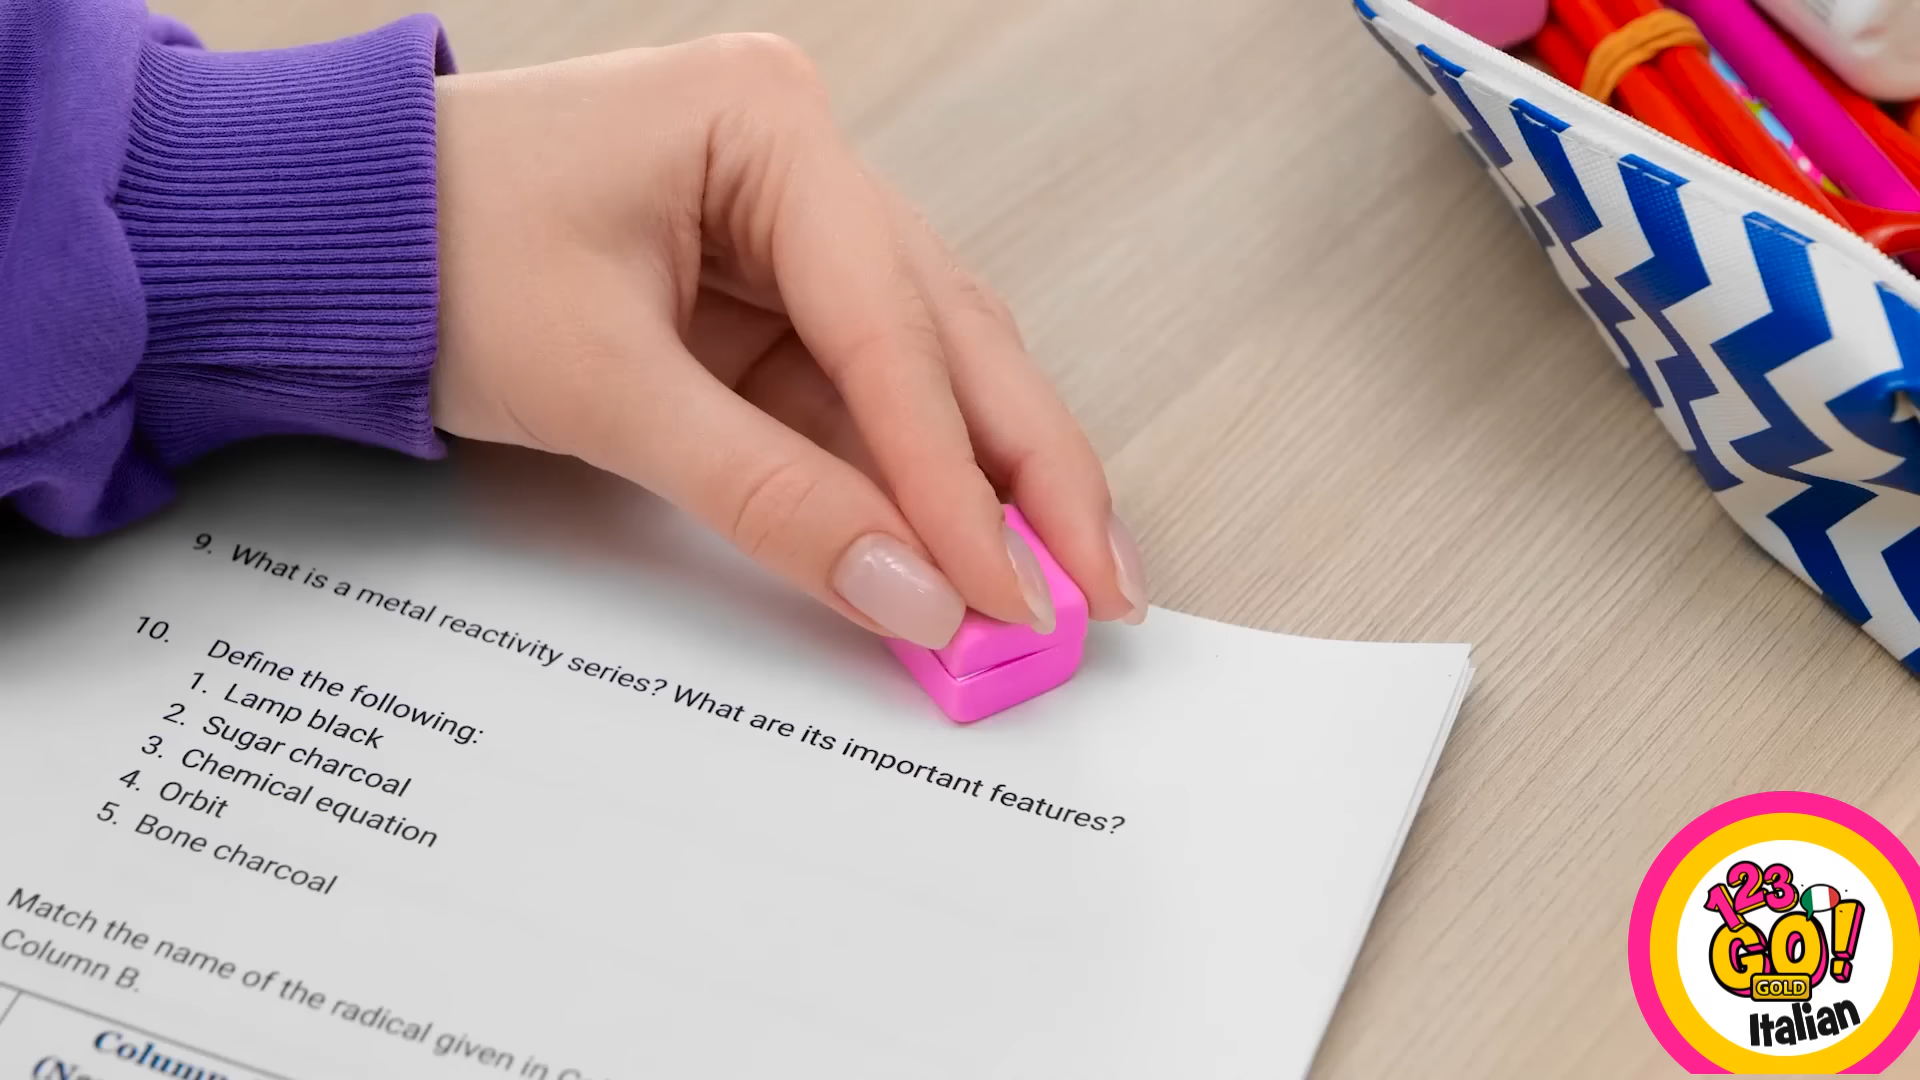 9. What is a metal reactivity series? What are its important features?
10. Define the following:
1. Lamp black
2. Sugar charcoal
3. Chemical equation
4. Orbit
5. Bone charcoal
Match the name of the radical given in
Column B.
123
GO!
GOLD
Italian